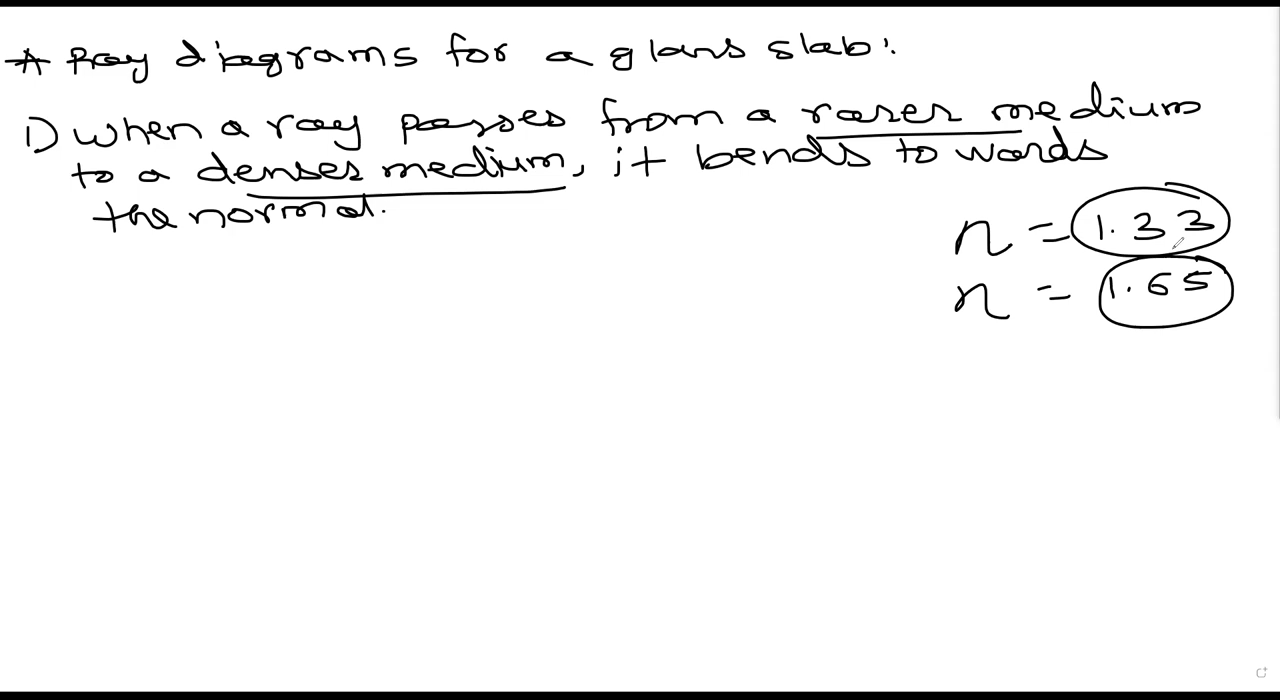 * Ray diagrams for a glass slab:
1) when a ray passes from a rarer medium
to a denser medium, it bends towards
the normal.
n = 1.33
n = 1.65